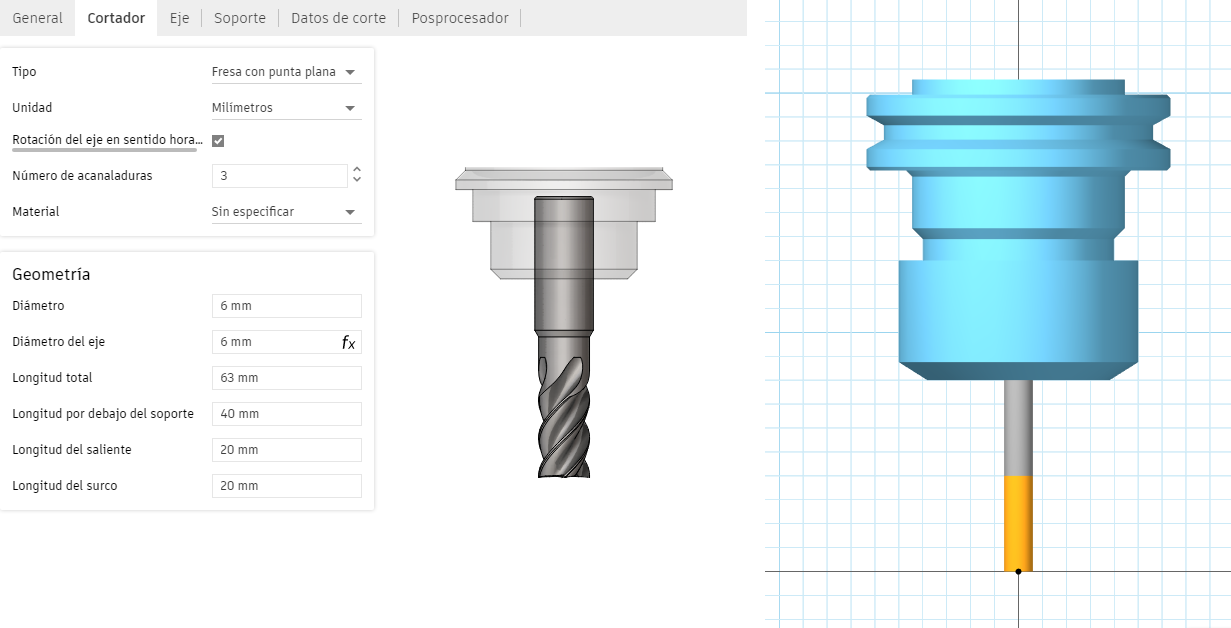 General Cortador Eje Soporte Datos de corte Posprocesador
Tipo Fresa con punta plana
Unidad Milímetros
Rotación del eje en sentido hora...
Número de acanaladuras 3
Material Sin especificar
Geometría
Diámetro 6 mm
Diámetro del eje 6 mm fx
Longitud total 63 mm
Longitud por debajo del soporte 40 mm
Longitud del saliente 20 mm
Longitud del surco 20 mm